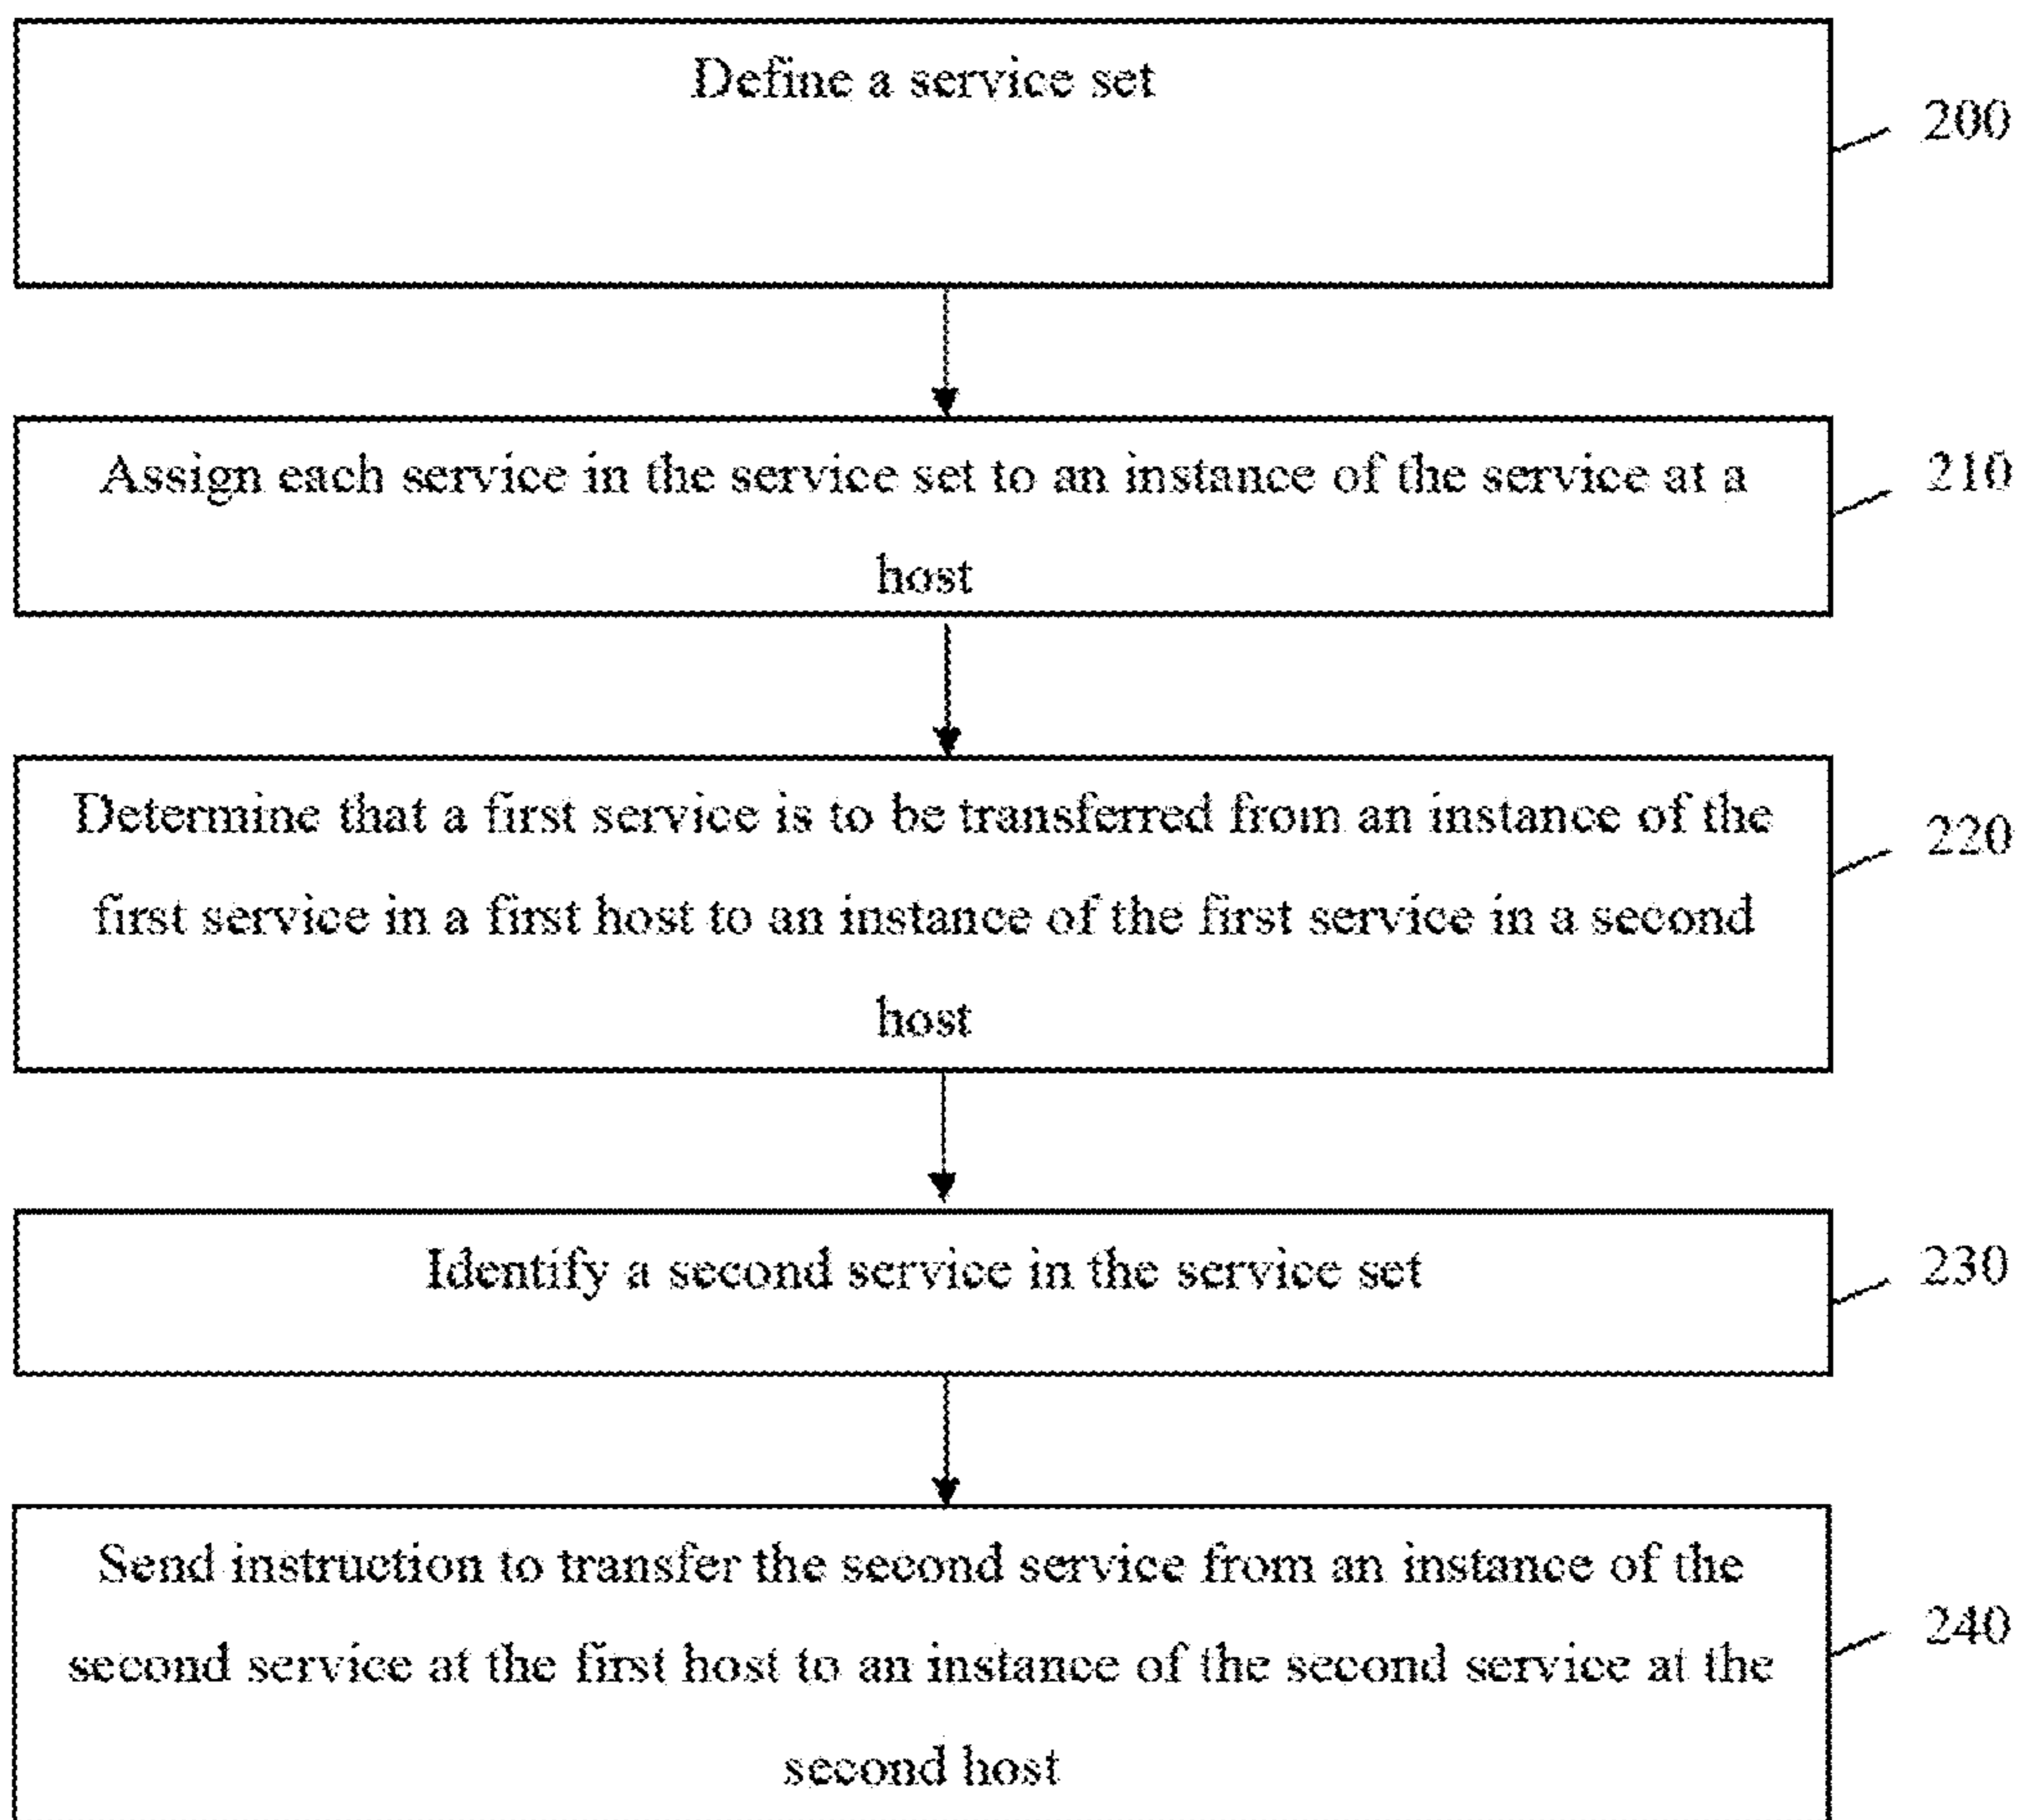 Define a service set
200
Assign each service in the service set to an instance of the service at a
host
210
Determine that a first service is to be transferred from an instance of the
first service in a first host to an instance of the first service in a second
host
220
Identify a second service in the service set
230
Send instruction to transfer the second service from an instance of the
second service at the first host to an instance of the second service at the
second host
240